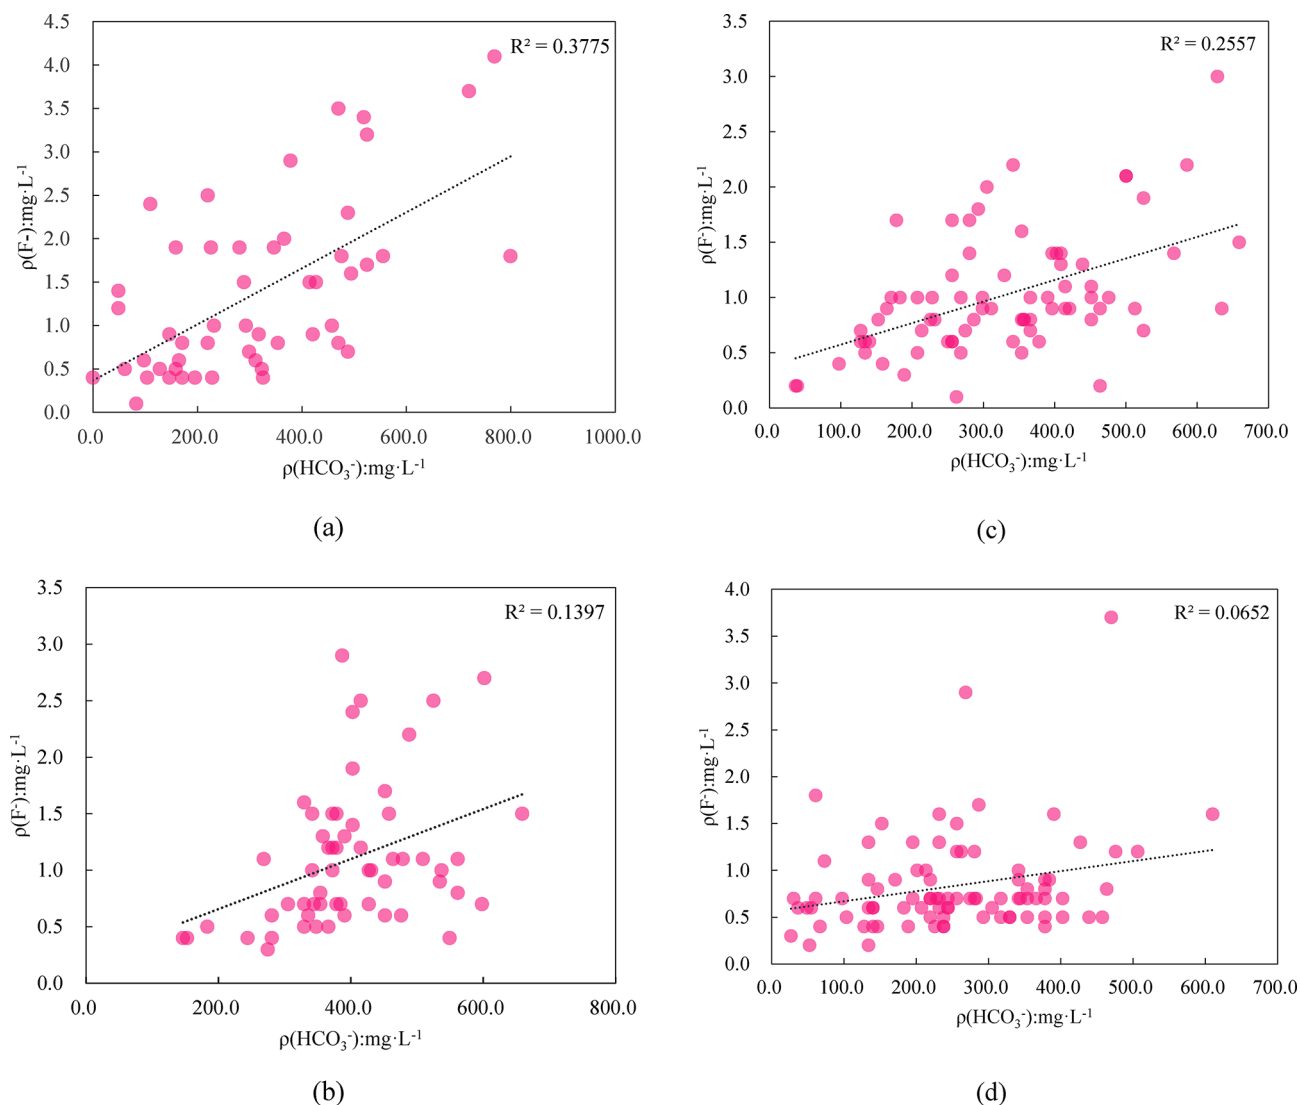 4.5
4.0
3.5
3.0
2.5
2.0
1.5
1.0
0.5
0.0
ρ(F-):mg·L⁻¹
R² = 0.3775
0.0 200.0 400.0 600.0 800.0 1000.0
ρ(HCO₃⁻):mg·L⁻¹
(a)
3.5
3.0
2.5
2.0
1.5
1.0
0.5
0.0
ρ(F⁻):mg·L⁻¹
R² = 0.2557
0.0 100.0 200.0 300.0 400.0 500.0 600.0 700.0
ρ(HCO₃⁻):mg·L⁻¹
(c)
3.5
3.0
2.5
2.0
1.5
1.0
0.5
0.0
ρ(F⁻):mg·L⁻¹
R² = 0.1397
0.0 200.0 400.0 600.0 800.0
ρ(HCO₃⁻):mg·L⁻¹
(b)
4.0
3.5
3.0
2.5
2.0
1.5
1.0
0.5
0.0
ρ(F⁻):mg·L⁻¹
R² = 0.0652
0.0 100.0 200.0 300.0 400.0 500.0 600.0 700.0
ρ(HCO₃⁻):mg·L⁻¹
(d)